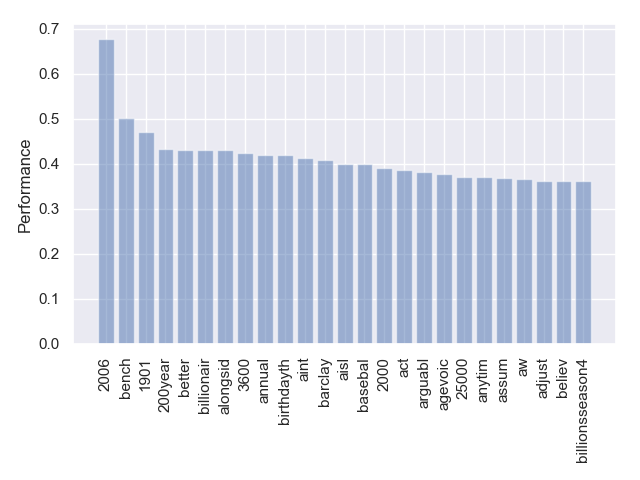 0.7
0.6
0.5
0.4
0.3
0.2
0.1
0.0
Performance
2006
bench
1901
200year
better
billionair
alongsid
3600
annual
birthdayth
aint
barclay
aisl
basebal
2000
act
arguabl
agevoic
25000
anytim
assum
aw
adjust
believ
billionsseason4